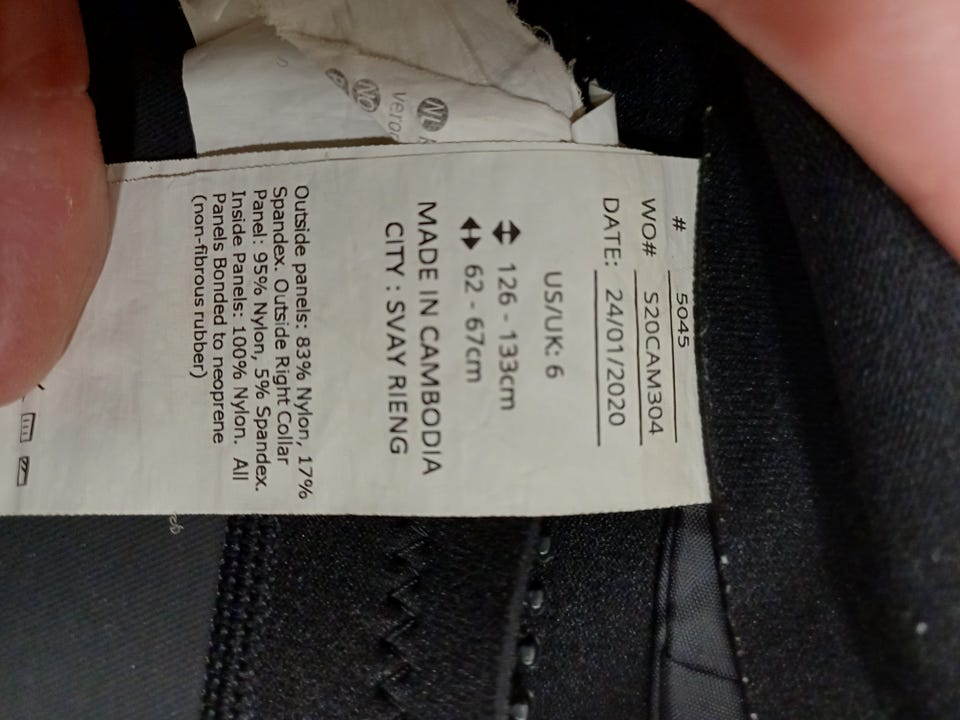 # 5045
WO# S20CAM304
DATE: 24/01/2020
US/UK: 6
126 - 133cm
62 - 67cm
MADE IN CAMBODIA
CITY : SVAY RIENG
Outside panels: 83% Nylon, 17%
Spandex. Outside Right Collar
Panel: 95% Nylon, 5% Spandex.
Inside Panels: 100% Nylon. All
Panels Bonded to neoprene
(non-fibrous rubber)
NL
NO